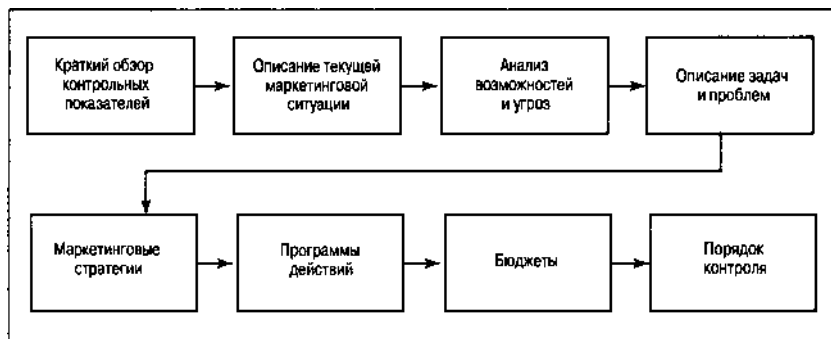 Краткий обзор
контрольных
показателей
Описание текущей
маркетинговой
ситуации
Анализ
возможностей
и угроз
Описание задач
и проблем
Маркетинговые
стратегии
Программы
действий
Бюджеты
Порядок
контроля